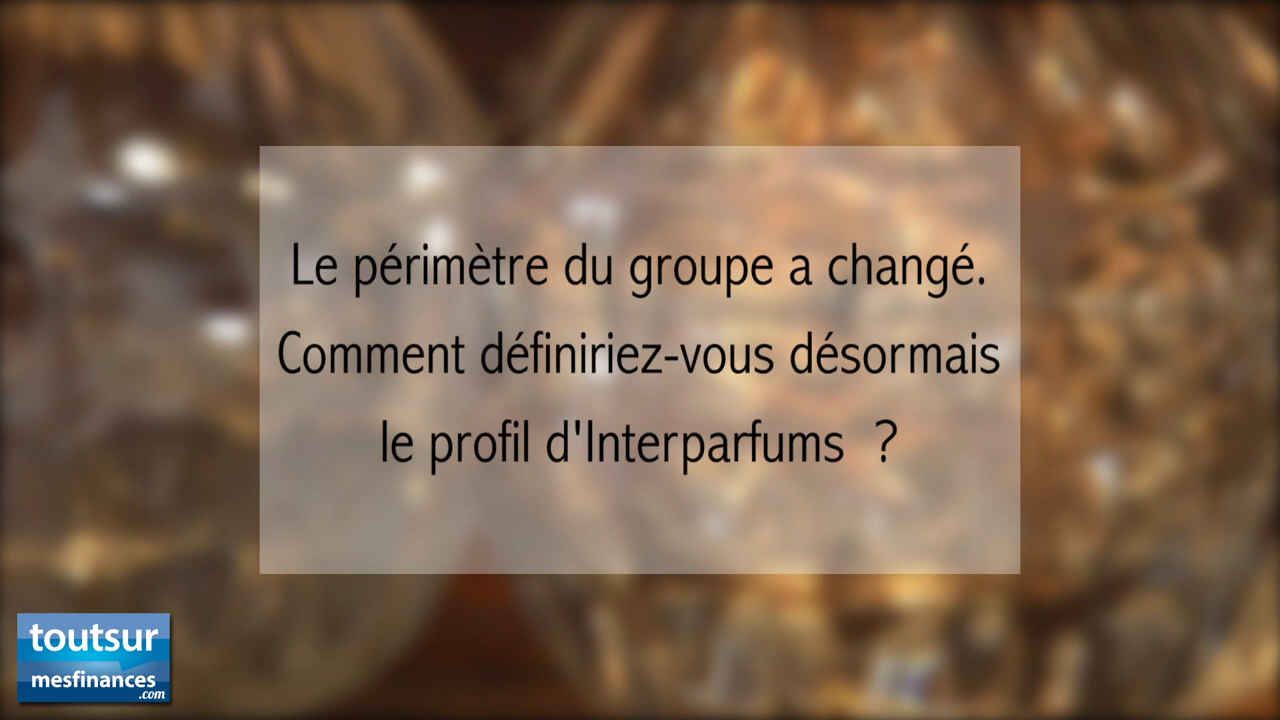 Le périmètre du groupe a changé.
Comment définiriez-vous désormais
le profil d'Interparfums  ?
toutsur
mesfinances
.com